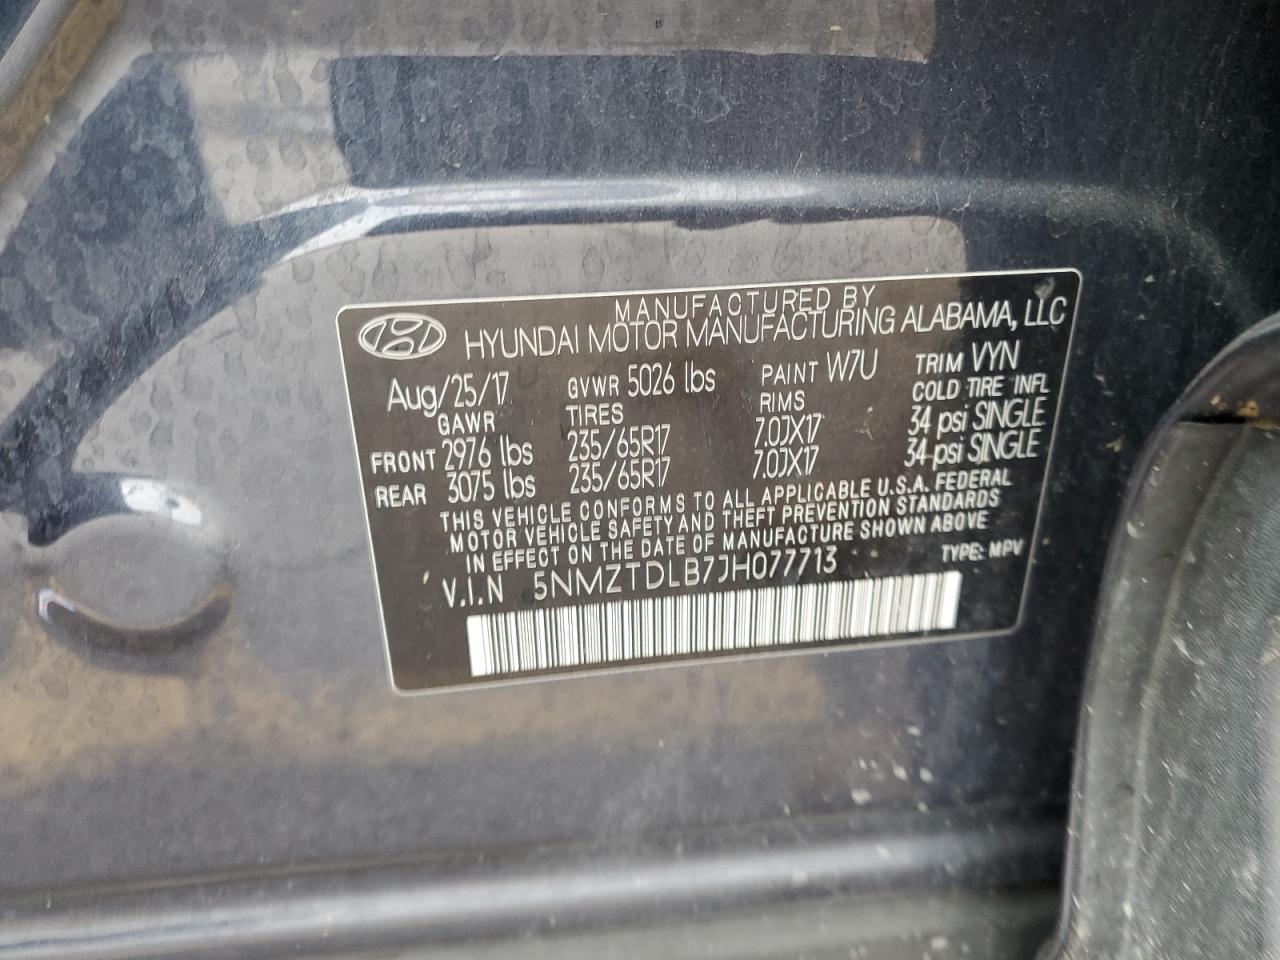 MANUFACTURED BY
HYUNDAI MOTOR MANUFACTURING ALABAMA, LLC
Aug/25/17 GVWR 5026 lbs PAINT W7U TRIM VYN
GAWR TIRES RIMS COLD TIRE INFL
FRONT 2976 lbs 235/65R17 7.0JX17 34 psi SINGLE
REAR 3075 lbs 235/65R17 7.0JX17 34 psi SINGLE
THIS VEHICLE CONFORMS TO ALL APPLICABLE U.S.A. FEDERAL
MOTOR VEHICLE SAFETY AND THEFT PREVENTION STANDARDS
IN EFFECT ON THE DATE OF MANUFACTURE SHOWN ABOVE
V.I.N 5NMZTDLB7JH077713 TYPE: MPV